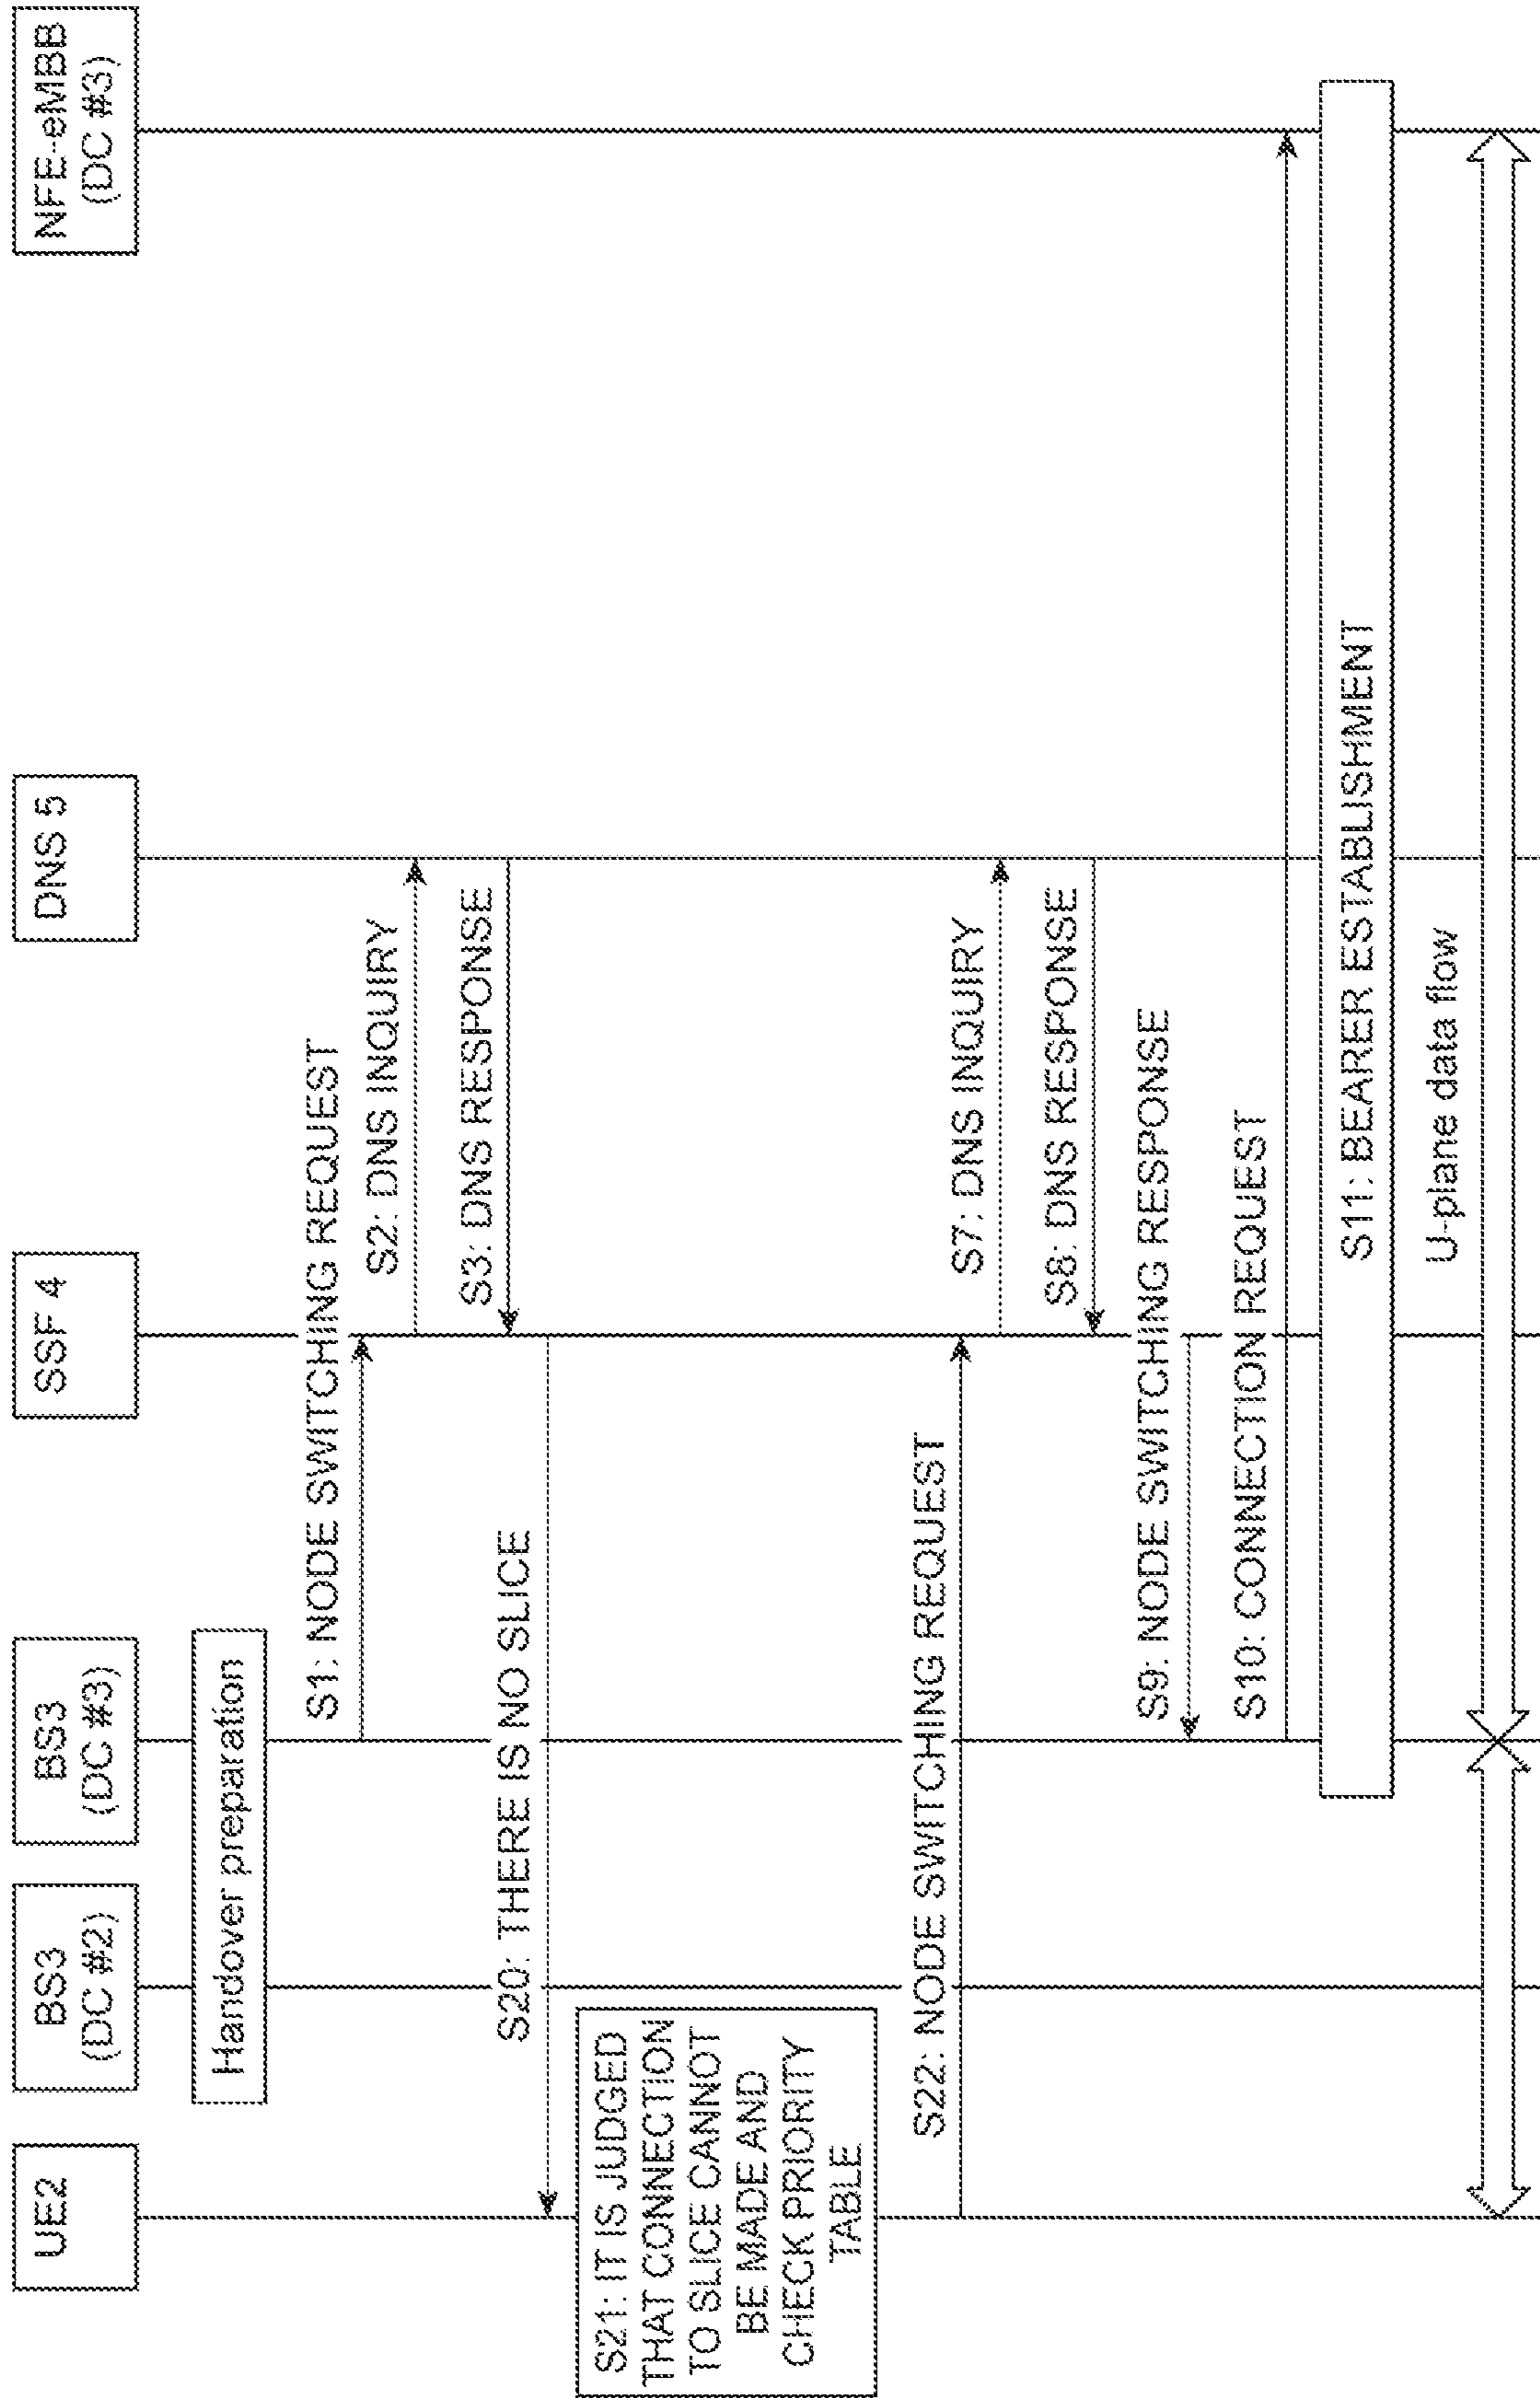 UE2
BS3
(DC #2)
BS3
(DC #3)
SSF 4
DNS 5
NFE-eMBB
(DC #3)
Handover preparation
S1: NODE SWITCHING REQUEST
S2: DNS INQUIRY
S3: DNS RESPONSE
S20: THERE IS NO SLICE
S21: IT IS JUDGED
THAT CONNECTION
TO SLICE CANNOT
BE MADE AND
CHECK PRIORITY
TABLE
S22: NODE SWITCHING REQUEST
S7: DNS INQUIRY
S8: DNS RESPONSE
S9: NODE SWITCHING RESPONSE
S10: CONNECTION REQUEST
S11: BEARER ESTABLISHMENT
U-plane data flow